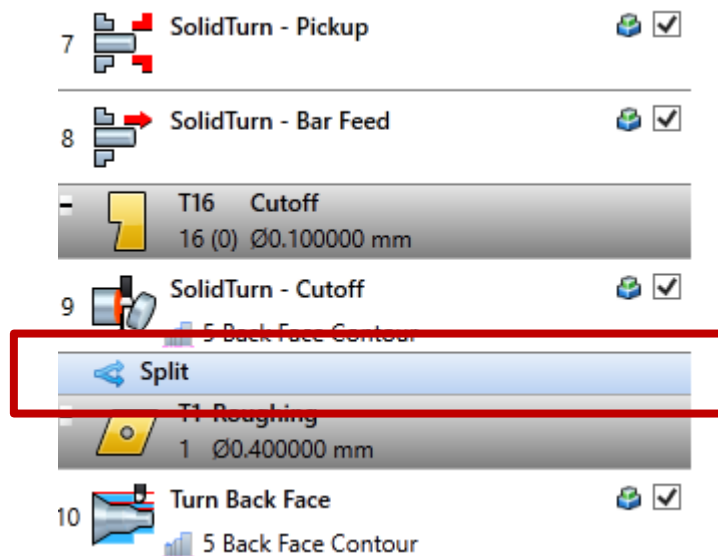 7 SolidTurn - Pickup
8 SolidTurn - Bar Feed
T16 Cutoff
16 (0) Ø0.100000 mm
9 SolidTurn - Cutoff
5 Back Face Contour
Split
T1 Roughing
1 Ø0.400000 mm
10 Turn Back Face
5 Back Face Contour